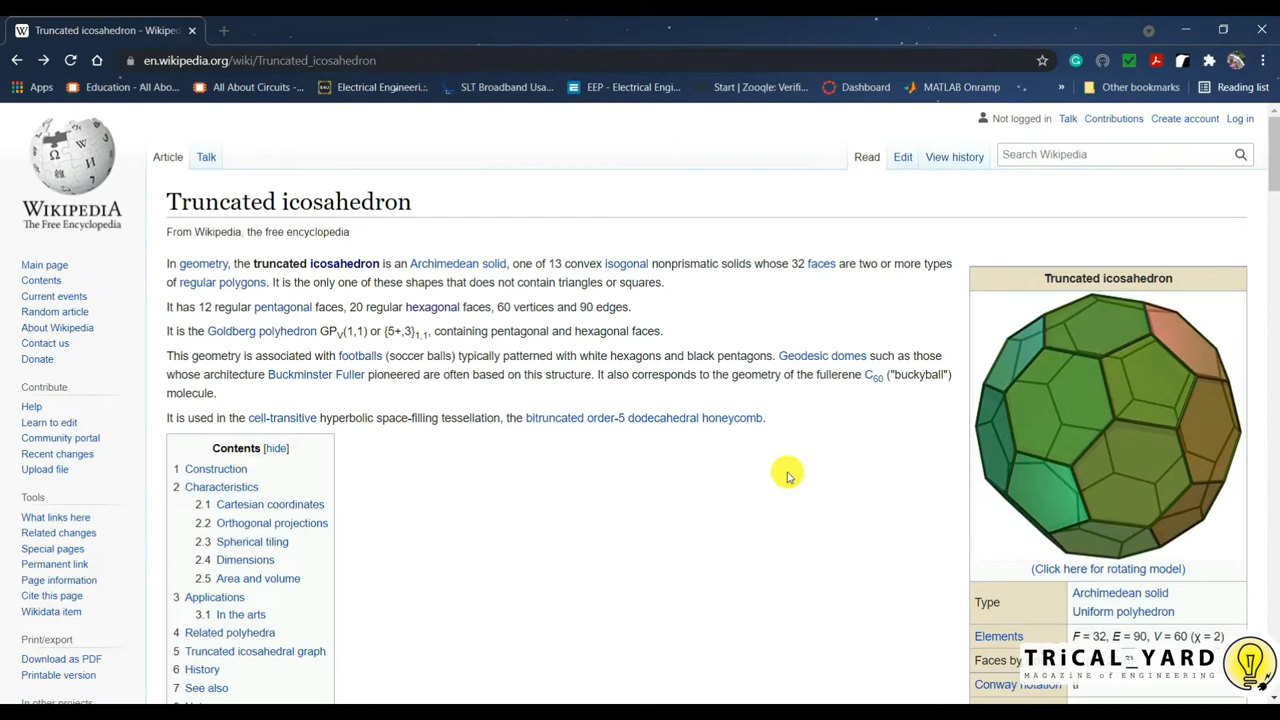 Truncated icosahedron - Wikiped
en.wikipedia.org/wiki/Truncated_icosahedron
Apps Education - All Abo... All About Circuits -... Electrical Engineeri... SLT Broadband Usa... EEP - Electrical Engi... Start | Zooqle: Verifi... Dashboard MATLAB Onramp » Other bookmarks Reading list
Not logged in Talk Contributions Create account Log in
Article Talk Read Edit View history Search Wikipedia
WIKIPEDIA
The Free Encyclopedia
Main page
Contents
Current events
Random article
About Wikipedia
Contact us
Donate
Contribute
Help
Learn to edit
Community portal
Recent changes
Upload file
Tools
What links here
Related changes
Special pages
Permanent link
Page information
Cite this page
Wikidata item
Print/export
Download as PDF
Printable version
In other projects
Truncated icosahedron
From Wikipedia, the free encyclopedia
In geometry, the truncated icosahedron is an Archimedean solid, one of 13 convex isogonal nonprismatic solids whose 32 faces are two or more types
of regular polygons. It is the only one of these shapes that does not contain triangles or squares.
It has 12 regular pentagonal faces, 20 regular hexagonal faces, 60 vertices and 90 edges.
It is the Goldberg polyhedron GPV(1,1) or {5+,3}1,1, containing pentagonal and hexagonal faces.
This geometry is associated with footballs (soccer balls) typically patterned with white hexagons and black pentagons. Geodesic domes such as those
whose architecture Buckminster Fuller pioneered are often based on this structure. It also corresponds to the geometry of the fullerene C60 ("buckyball")
molecule.
It is used in the cell-transitive hyperbolic space-filling tessellation, the bitruncated order-5 dodecahedral honeycomb.
Contents [hide]
1 Construction
2 Characteristics
2.1 Cartesian coordinates
2.2 Orthogonal projections
2.3 Spherical tiling
2.4 Dimensions
2.5 Area and volume
3 Applications
3.1 In the arts
4 Related polyhedra
5 Truncated icosahedral graph
6 History
7 See also
Truncated icosahedron
(Click here for rotating model)
Type Archimedean solid
Uniform polyhedron
Elements F = 32, E = 90, V = 60 (χ = 2)
Faces by
Conway notation
TRiCAL_YARD
MAGAZINE of ENGINEERING